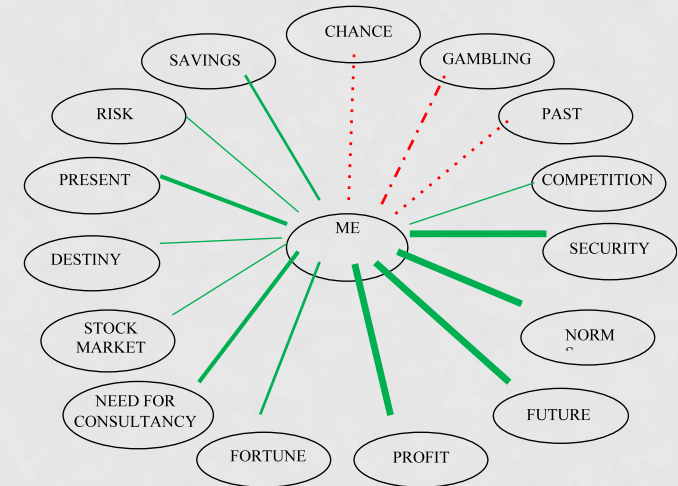 CHANCE
SAVINGS
GAMBLING
RISK
PAST
PRESENT
COMPETITION
ME
SECURITY
DESTINY
STOCK
MARKET
NORM
NEED FOR
CONSULTANCY
FUTURE
FORTUNE
PROFIT